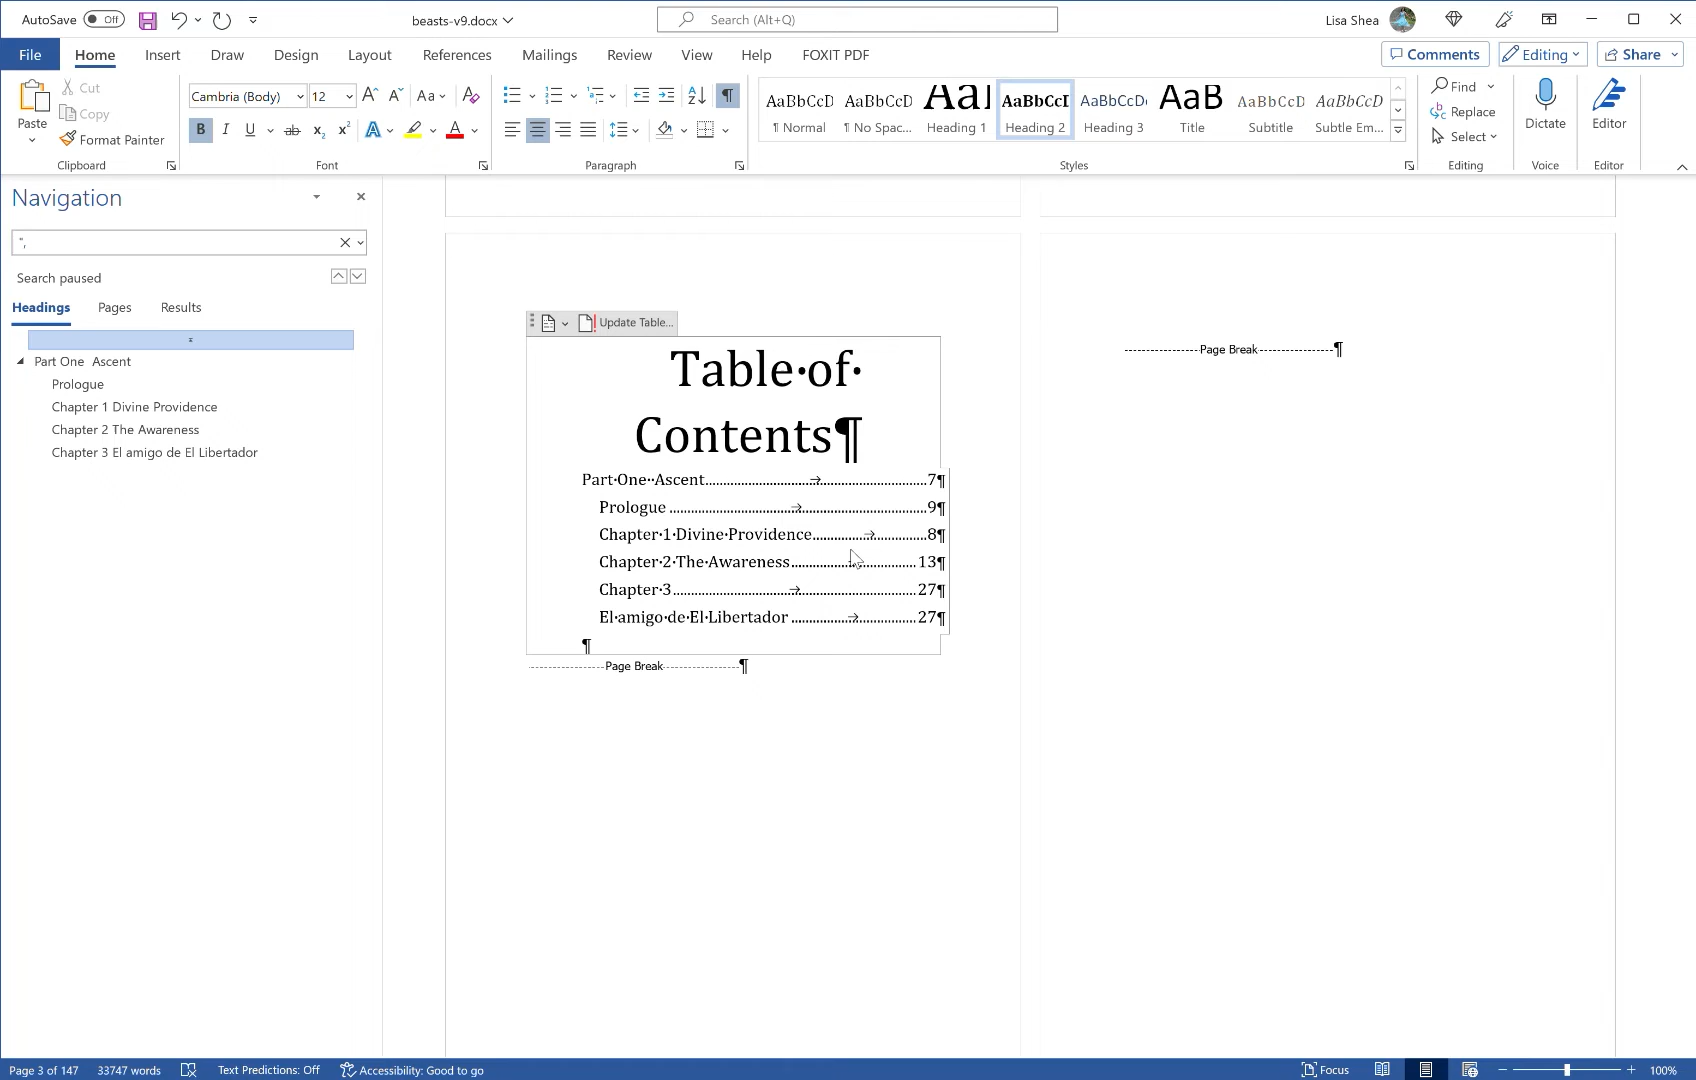 AutoSave Off
beasts-v9.docx
Search (Alt+Q)
Lisa Shea
File Home Insert Draw Design Layout References Mailings Review View Help FOXIT PDF
Comments Editing Share
Paste
Cut
Copy
Format Painter
Clipboard
Cambria (Body) 12
Font
Paragraph
AaBbCcD AaBbCcD AaI AaBbCcI AaBbCcD AaB AaBbCcD AaBbCcD
¶ Normal ¶ No Spac... Heading 1 Heading 2 Heading 3 Title Subtitle Subtle Em...
Styles
Find
Replace
Select
Editing
Dictate
Voice
Editor
Editor
Navigation
",
Search paused
Headings Pages Results
Part One  Ascent
Prologue
Chapter 1 Divine Providence
Chapter 2 The Awareness
Chapter 3 El amigo de El Libertador
Update Table...
Table·of·
Contents¶
Part·One··Ascent..............................→..............................7¶
Prologue..............................→..............................9¶
Chapter·1·Divine·Providence................→...............8¶
Chapter·2·The·Awareness..............................13¶
Chapter·3..............................→..............................27¶
El·amigo·de·El·Libertador................→................27¶
¶
Page Break ¶
Page Break ¶
Page 3 of 147 33747 words Text Predictions: Off Accessibility: Good to go Focus 100%